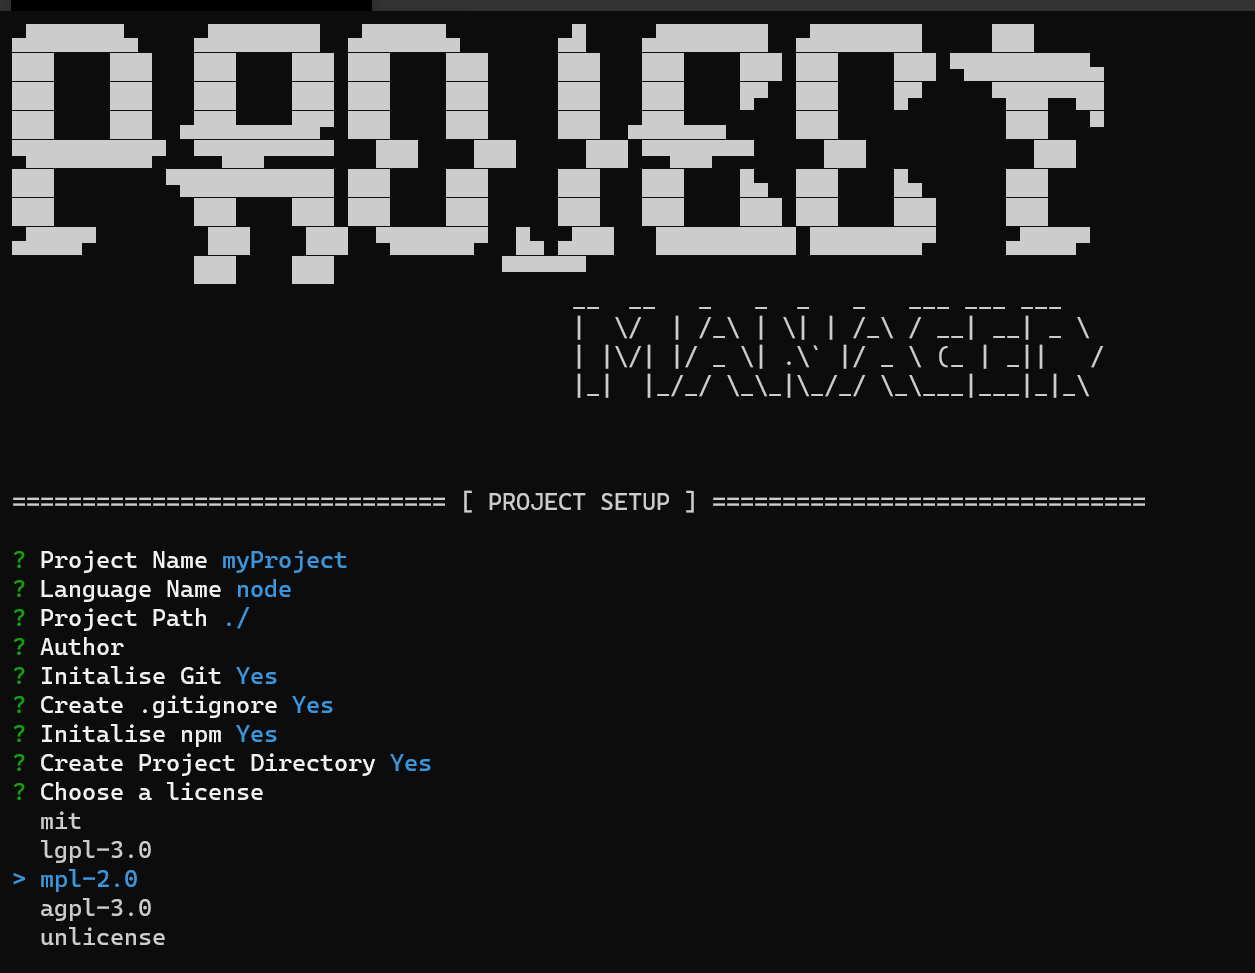 PROJECT
MANAGER
=============================== [ PROJECT SETUP ] ===============================
? Project Name myProject
? Language Name node
? Project Path ./
? Author
? Initalise Git Yes
? Create .gitignore Yes
? Initalise npm Yes
? Create Project Directory Yes
? Choose a license
mit
lgpl-3.0
> mpl-2.0
agpl-3.0
unlicense